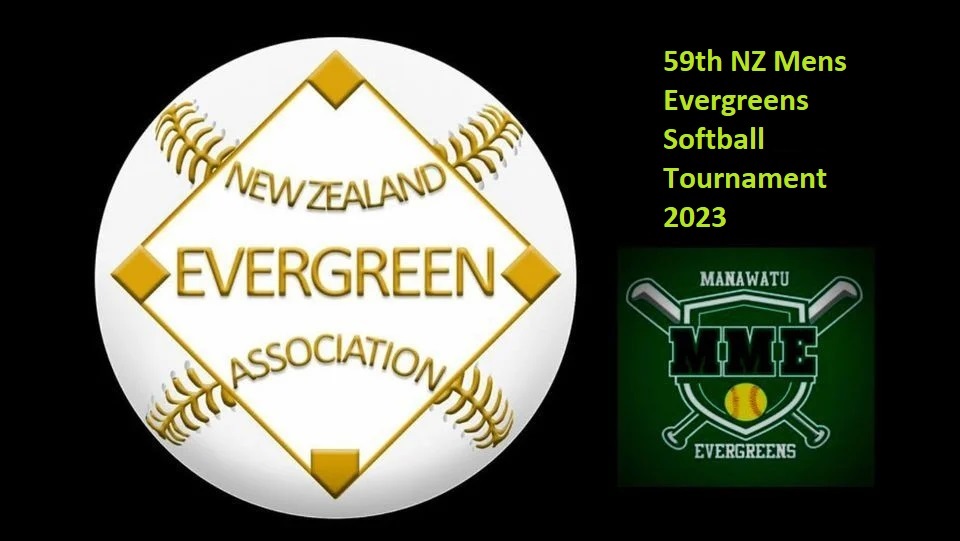 NEW ZEALAND
EVERGREEN
ASSOCIATION
59th NZ Mens
Evergreens
Softball
Tournament
2023
MANAWATU
MME
EVERGREENS